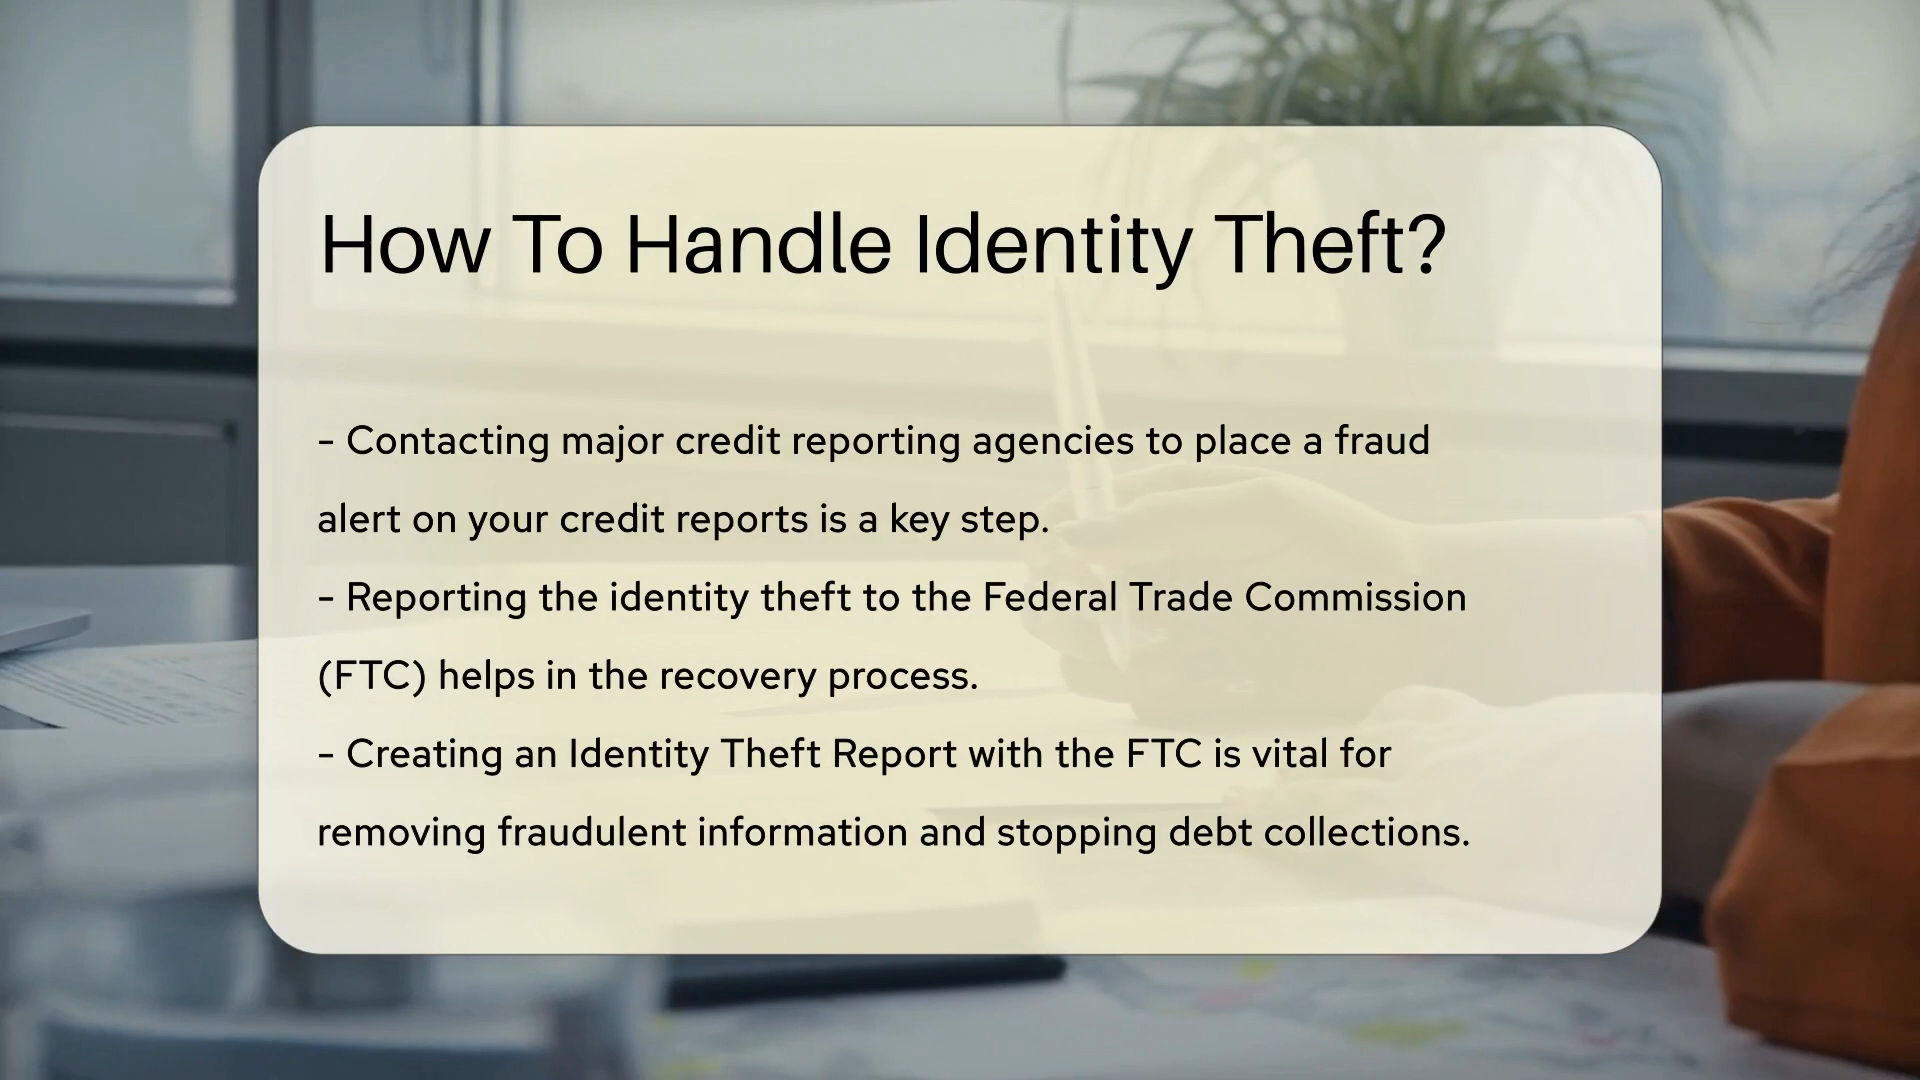 How To Handle Identity Theft?
- Contacting major credit reporting agencies to place a fraud
alert on your credit reports is a key step.
- Reporting the identity theft to the Federal Trade Commission
(FTC) helps in the recovery process.
- Creating an Identity Theft Report with the FTC is vital for
removing fraudulent information and stopping debt collections.